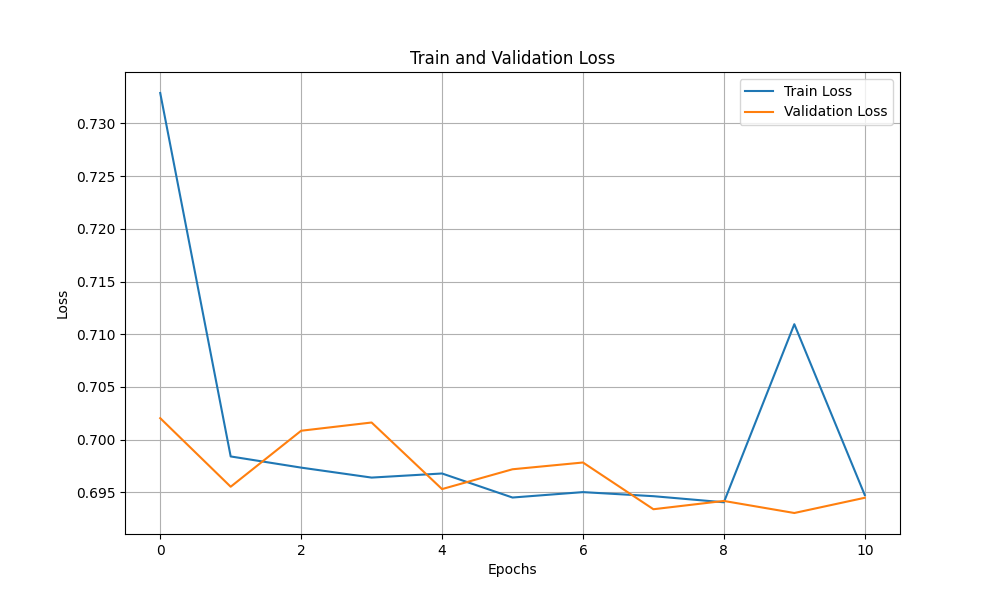 Train and Validation Loss
Train Loss
Validation Loss
0.730
0.725
0.720
0.715
0.710
0.705
0.700
0.695
Loss
0 2 4 6 8 10
Epochs